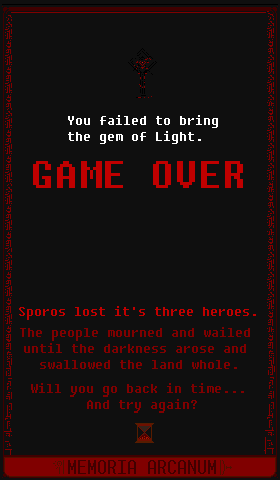 You failed to bring
the gem of Light.
GAME OVER
Sporos lost it's three heroes.
The people mourned and wailed
until the darkness arose and
swallowed the land whole.
Will you go back in time...
And try again?
MEMORIA ARCANUM